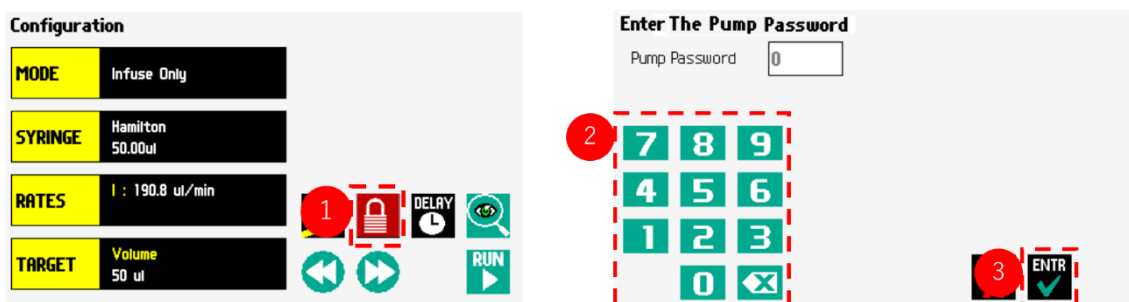 Configuration
MODE
Infuse Only
SYRINGE
Hamilton
50.00ul
RATES
I : 190.8 ul/min
TARGET
Volume
50 ul
1
DELAY
RUN
Enter The Pump Password
Pump Password
0
2
7 8 9
4 5 6
1 2 3
0
3
ENTR